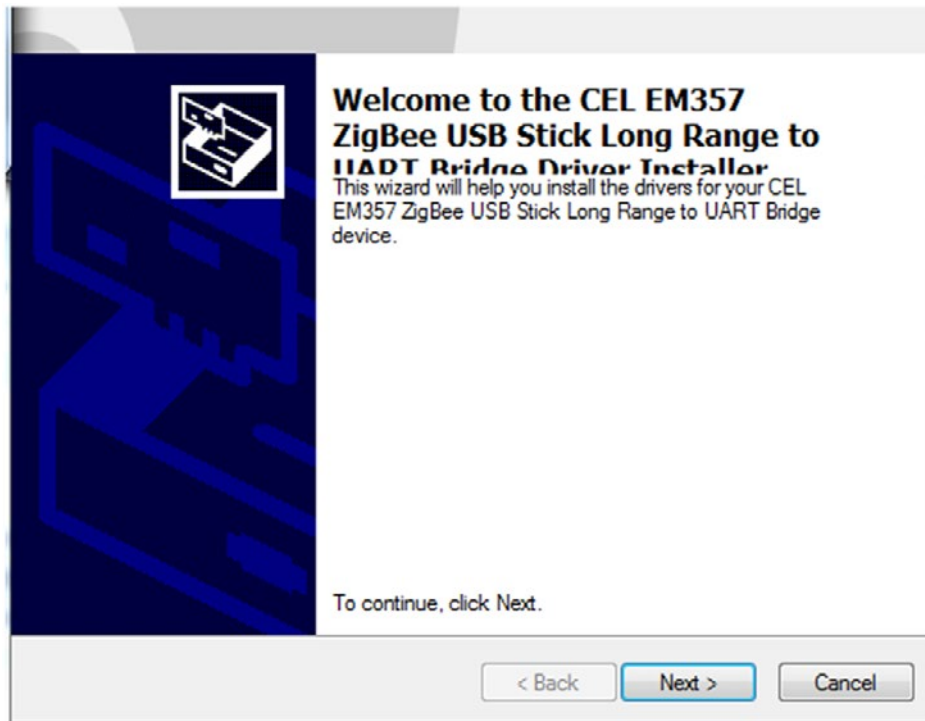 Welcome to the CEL EM357
ZigBee USB Stick Long Range to
UART Bridge Driver Installer
This wizard will help you install the drivers for your CEL
EM357 ZigBee USB Stick Long Range to UART Bridge
device.
To continue, click Next.
< Back Next > Cancel